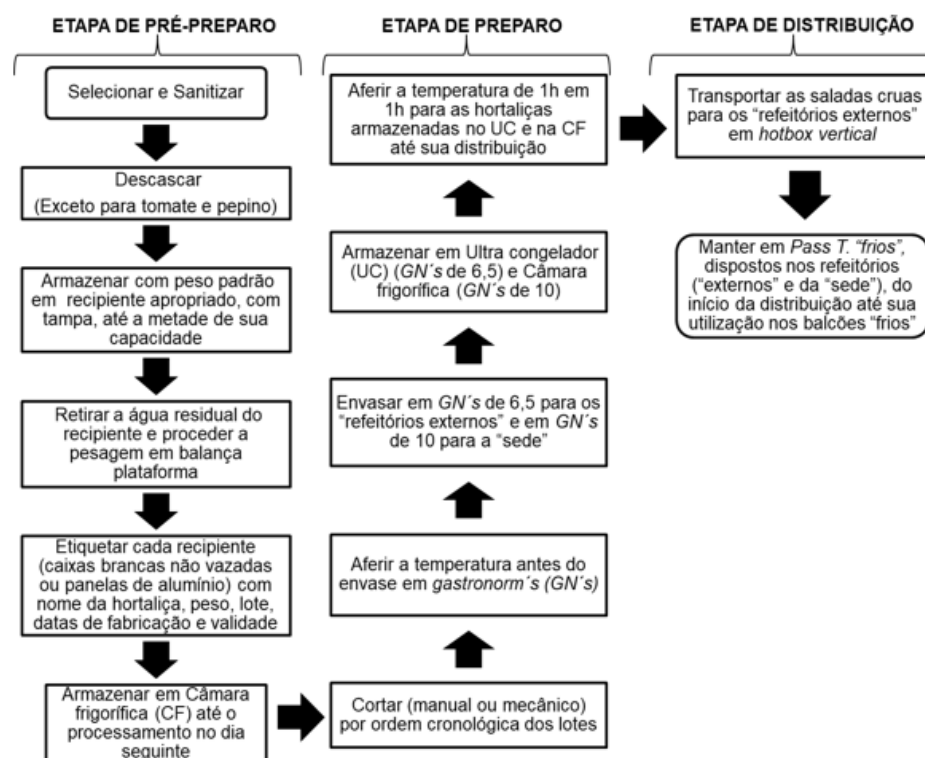 ETAPA DE PRÉ-PREPARO
Selecionar e Sanitizar
Descascar
(Exceto para tomate e pepino)
Armazenar com peso padrão
em recipiente apropriado, com
tampa, até a metade de sua
capacidade
Retirar a água residual do
recipiente e proceder a
pesagem em balança
plataforma
Etiquetar cada recipiente
(caixas brancas não vazadas
ou panelas de alumínio) com
nome da hortaliça, peso, lote,
datas de fabricação e validade
Armazenar em Câmara
frigorífica (CF) até o
processamento no dia
seguinte
ETAPA DE PREPARO
Aferir a temperatura de 1h em
1h para as hortaliças
armazenadas no UC e na CF
até sua distribuição
Armazenar em Ultra congelador
(UC) (GN´s de 6,5) e Câmara
frigorífica (GN´s de 10)
Envasar em GN´s de 6,5 para os
“refeitórios externos” e em GN´s
de 10 para a “sede”
Aferir a temperatura antes do
envase em gastronorm´s (GN´s)
Cortar (manual ou mecânico)
por ordem cronológica dos lotes
ETAPA DE DISTRIBUIÇÃO
Transportar as saladas cruas
para os “refeitórios externos”
em hotbox vertical
Manter em Pass T. “frios”,
dispostos nos refeitórios
(“externos” e da “sede”), do
início da distribuição até sua
utilização nos balcões “frios”